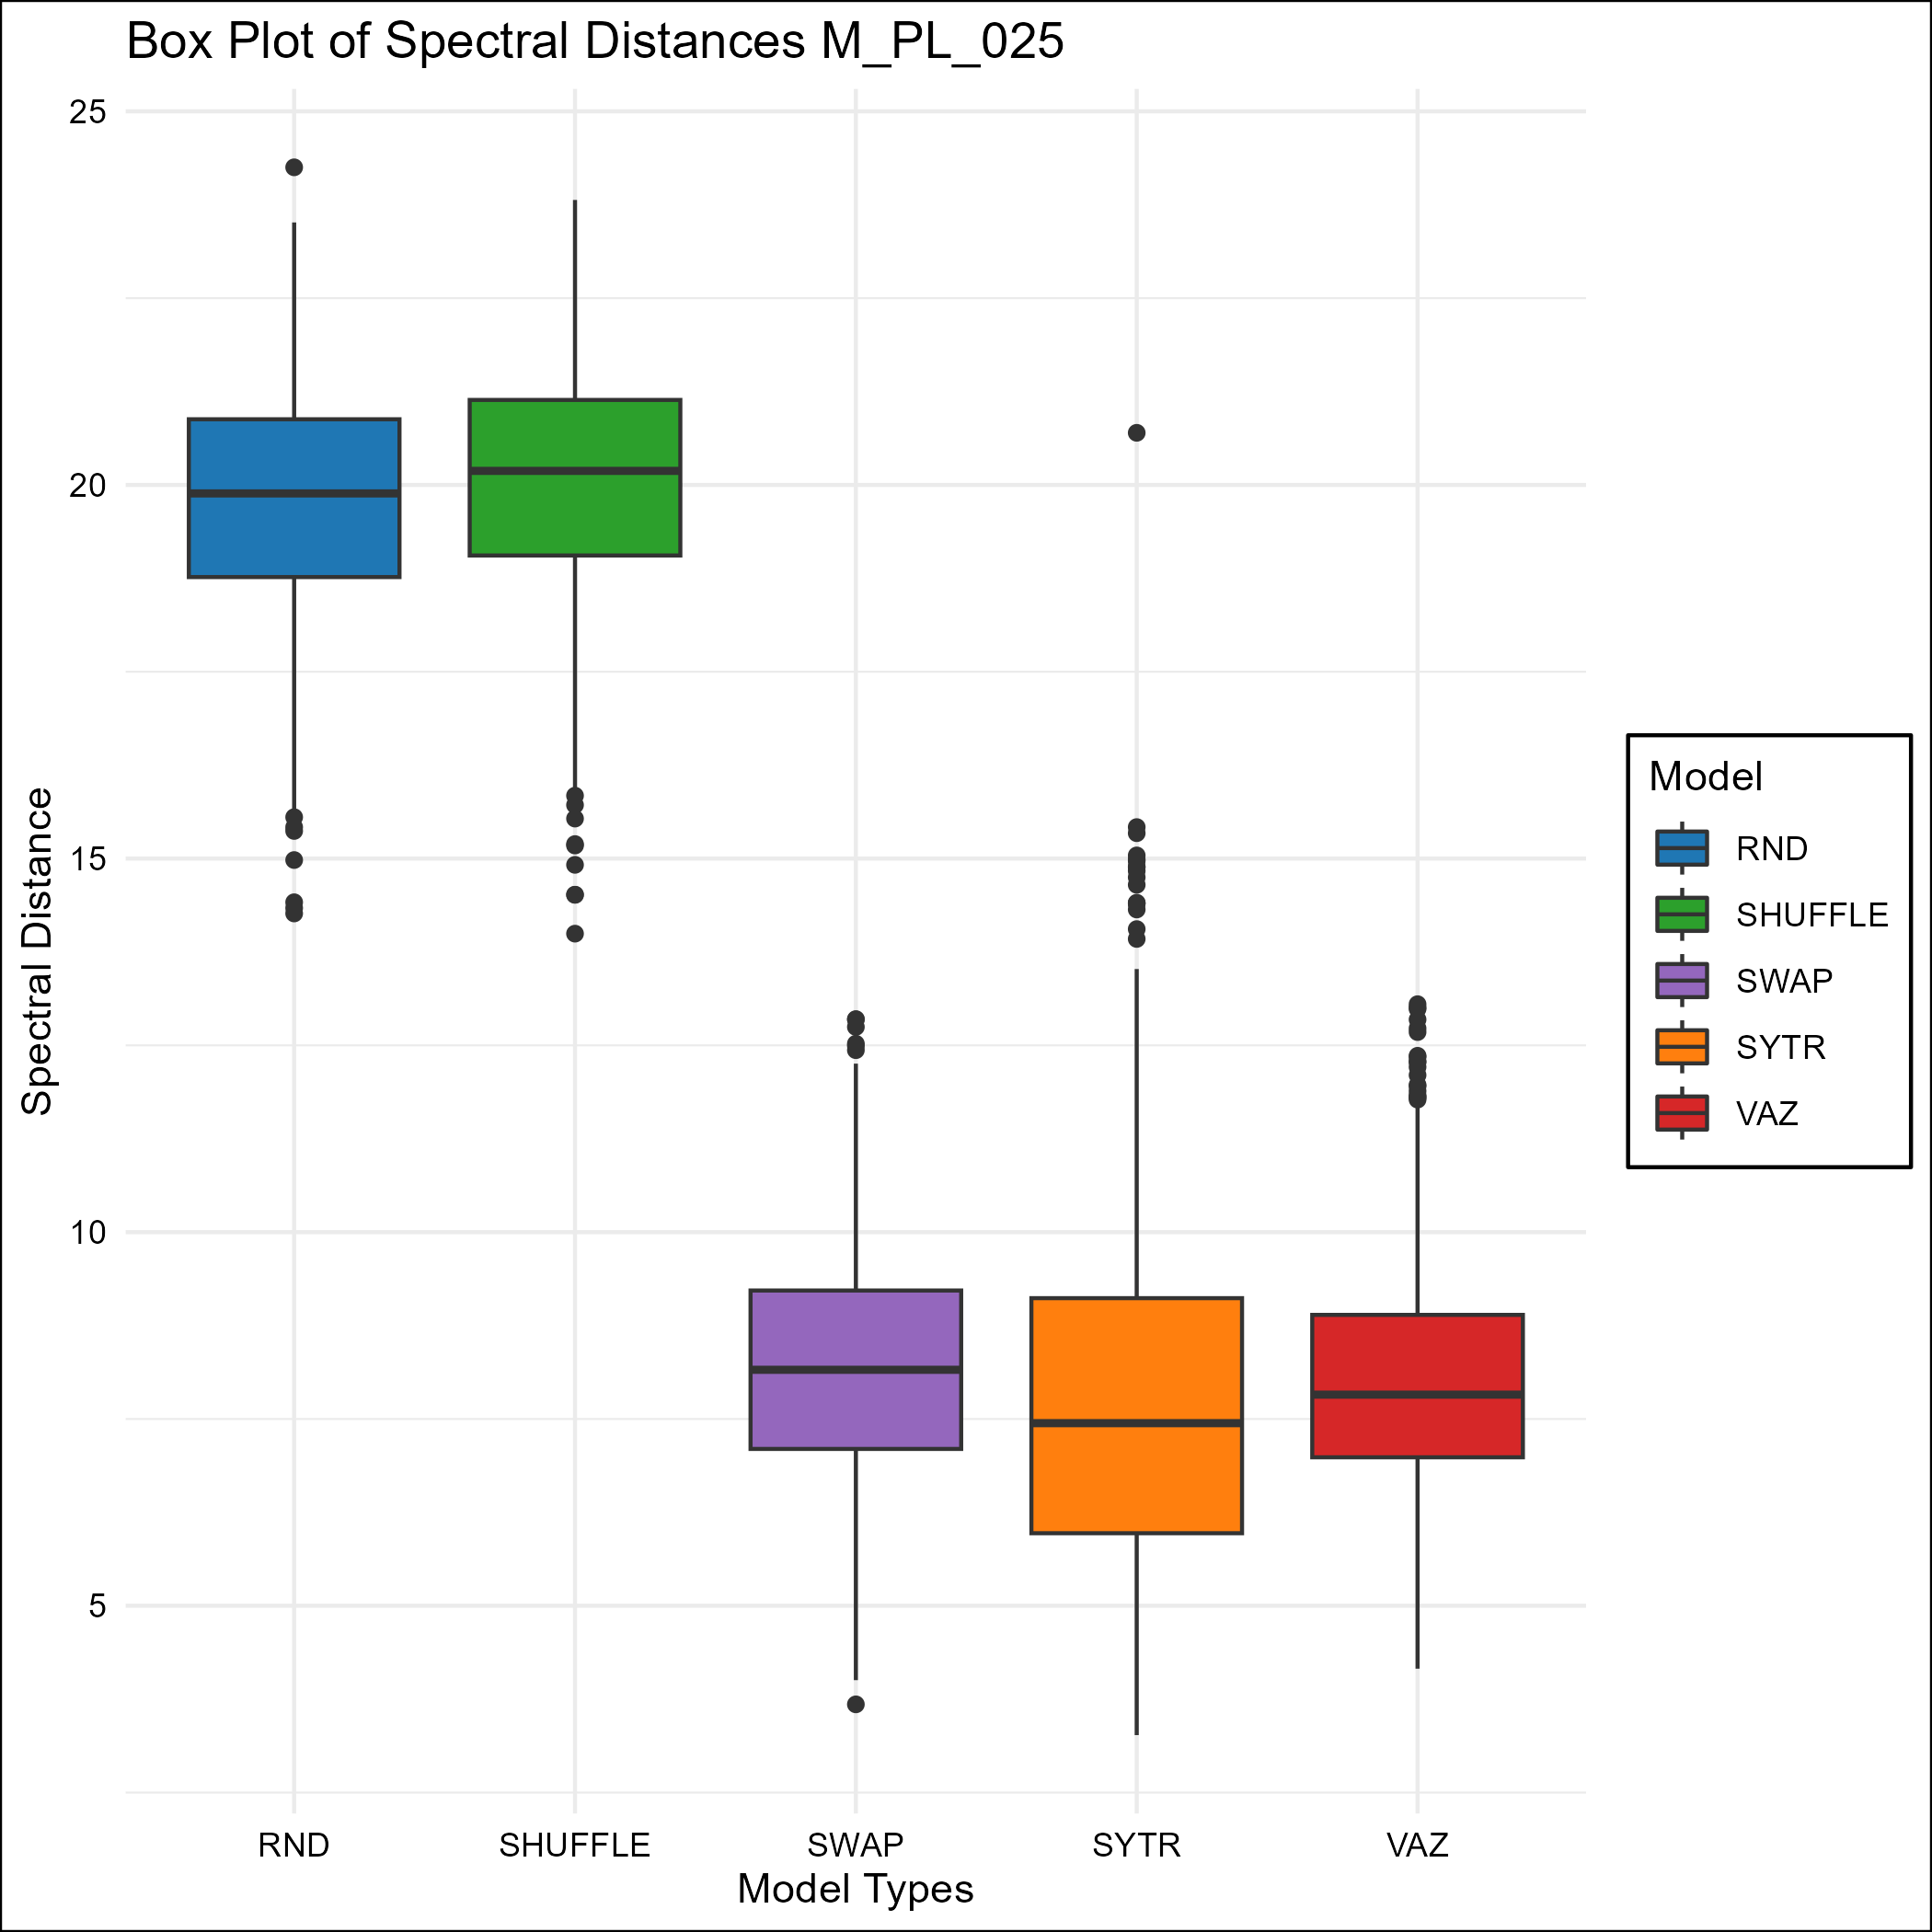 Box Plot of Spectral Distances M_PL_025
25
20
15
10
5
Spectral Distance
RND
SHUFFLE
SWAP
SYTR
VAZ
Model Types
Model
RND
SHUFFLE
SWAP
SYTR
VAZ